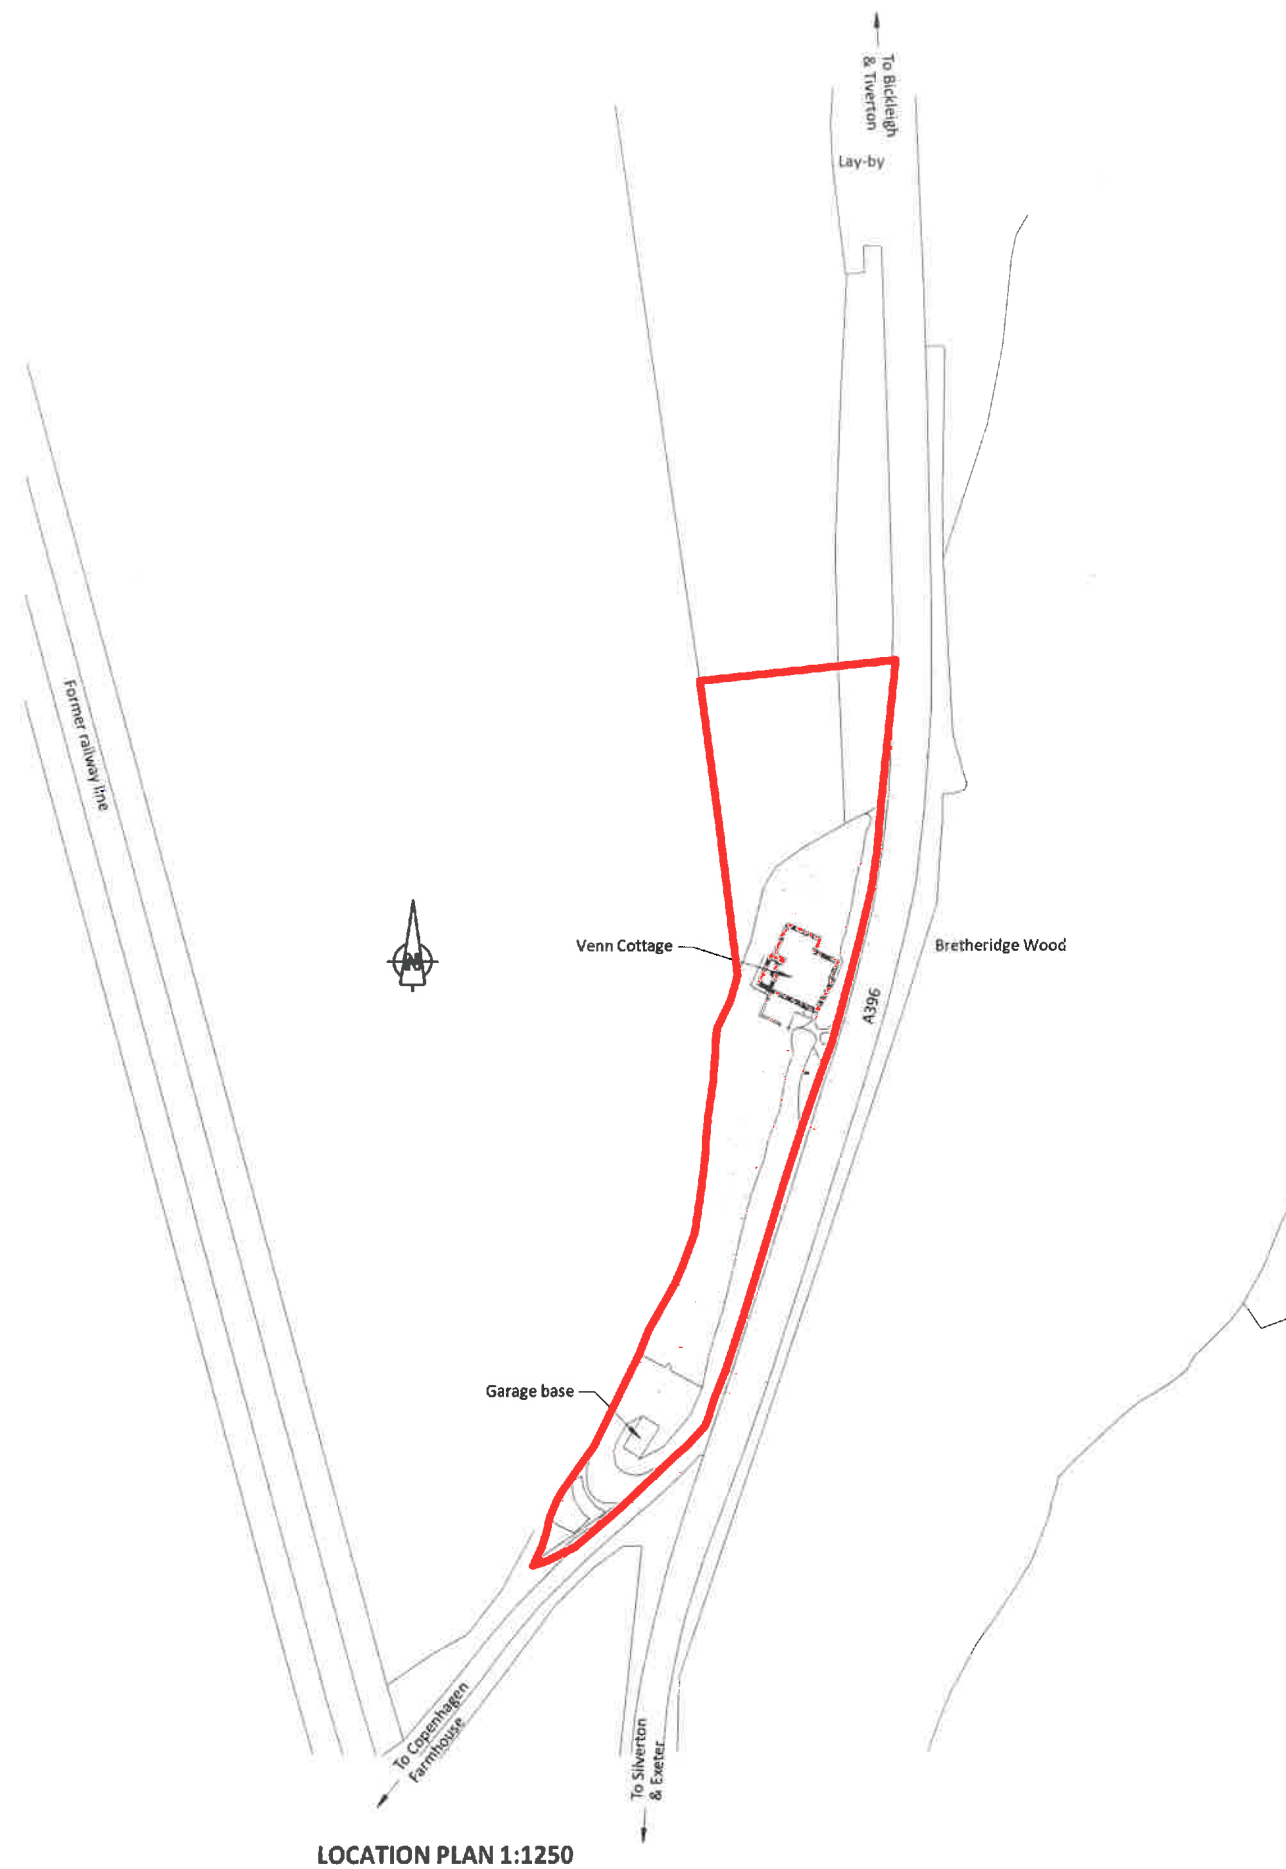 To Bickleigh
& Tiverton
Lay-by
Former railway line
N
Venn Cottage
Bretheridge Wood
A396
Garage base
To Copenhagen
Farmhouse
To Silverton
& Exeter
LOCATION PLAN 1:1250